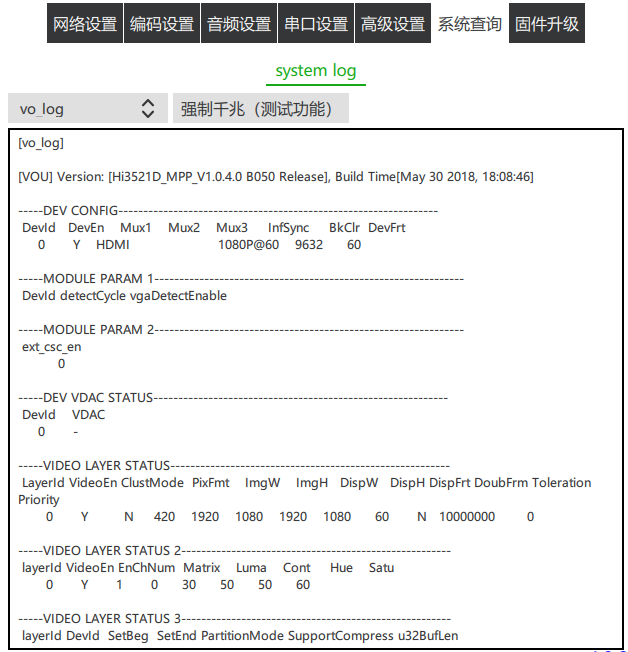 网络设置 编码设置 音频设置 串口设置 高级设置 系统查询 固件升级
system log
vo_log 强制千兆（测试功能）
[vo_log]
[VOU] Version: [Hi3521D_MPP_V1.0.4.0 B050 Release], Build Time[May 30 2018, 18:08:46]
-----DEV CONFIG----------------------------------------------------------------
DevId DevEn Mux1 Mux2 Mux3 InfSync BkClr DevFrt
0 Y HDMI 1080P@60 9632 60
-----MODULE PARAM 1--------------------------------------------------------------
DevId detectCycle vgaDetectEnable
-----MODULE PARAM 2--------------------------------------------------------------
ext_csc_en
0
-----DEV VDAC STATUS-----------------------------------------------------------
DevId VDAC
0 -
-----VIDEO LAYER STATUS--------------------------------------------------------
LayerId VideoEn ClustMode PixFmt ImgW ImgH DispW DispH DispFrt DoubFrm Toleration
Priority
0 Y N 420 1920 1080 1920 1080 60 N 10000000 0
-----VIDEO LAYER STATUS 2------------------------------------------------------
layerId VideoEn EnChNum Matrix Luma Cont Hue Satu
0 Y 1 0 30 50 50 60
-----VIDEO LAYER STATUS 3------------------------------------------------------
layerId DevId SetBeg SetEnd PartitionMode SupportCompress u32BufLen